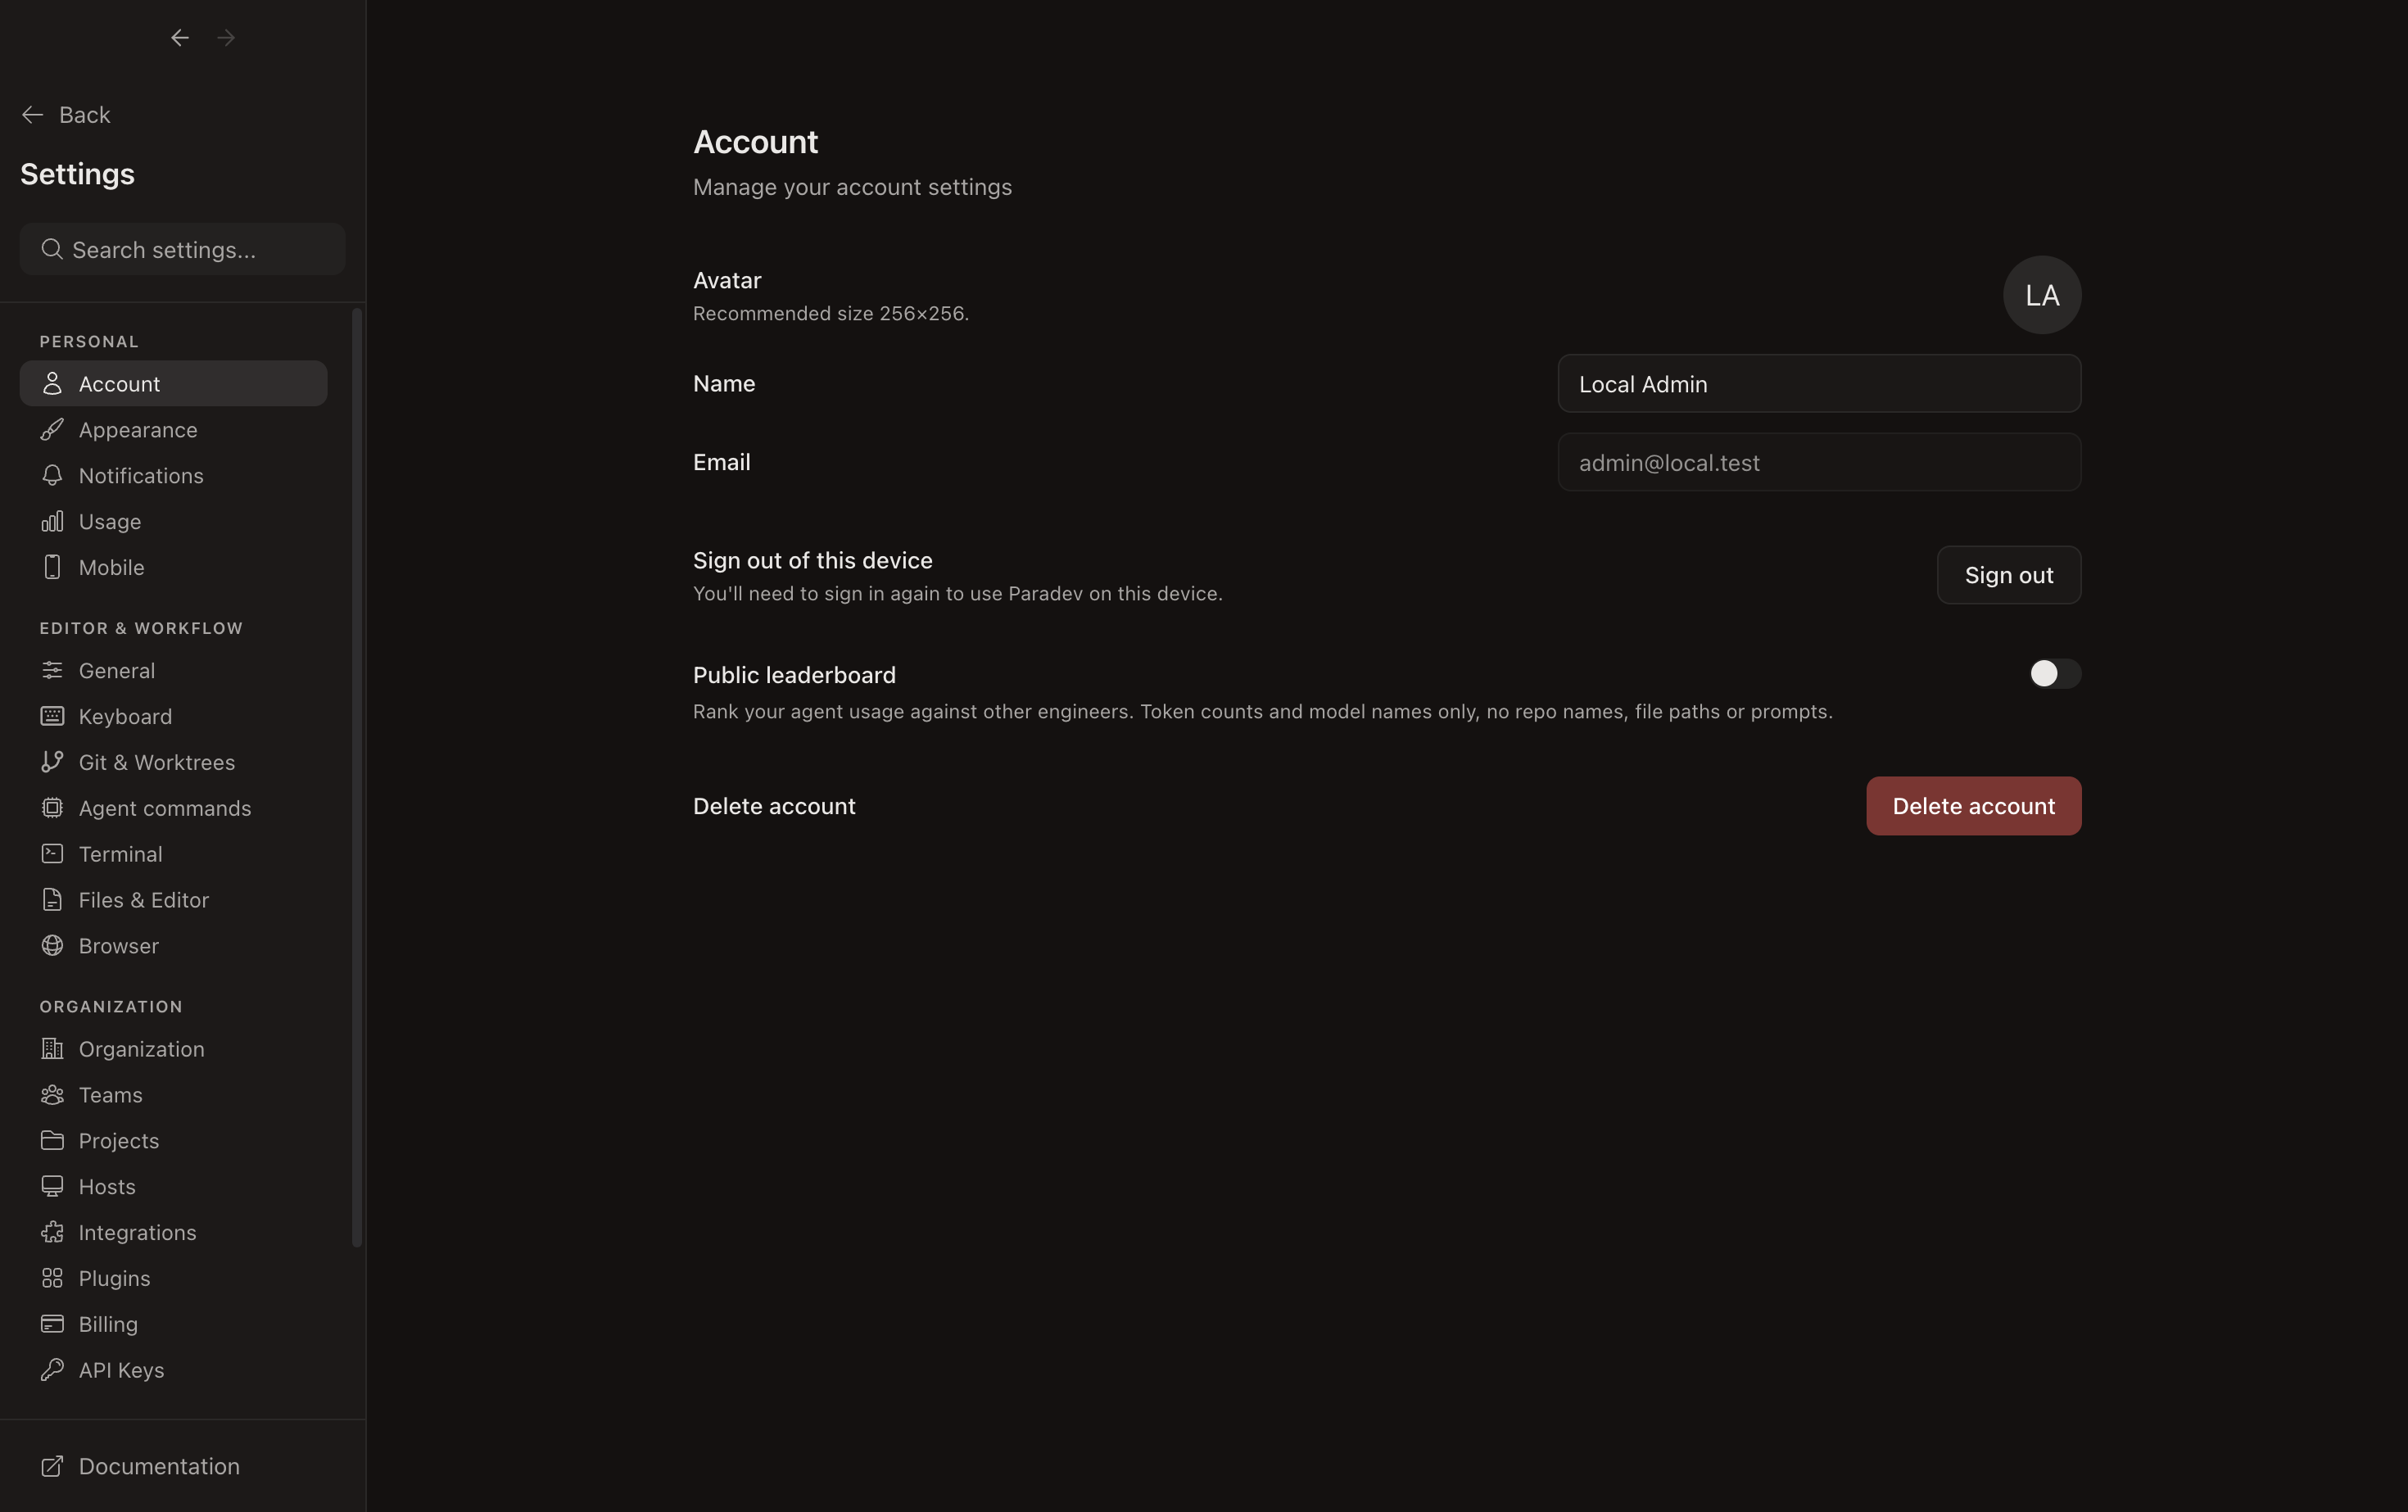 Back
Settings
Search settings...
PERSONAL
Account
Appearance
Notifications
Usage
Mobile
EDITOR & WORKFLOW
General
Keyboard
Git & Worktrees
Agent commands
Terminal
Files & Editor
Browser
ORGANIZATION
Organization
Teams
Projects
Hosts
Integrations
Plugins
Billing
API Keys
Documentation
Account
Manage your account settings
Avatar
Recommended size 256×256.
LA
Name
Local Admin
Email
admin@local.test
Sign out of this device
You'll need to sign in again to use Paradev on this device.
Sign out
Public leaderboard
Rank your agent usage against other engineers. Token counts and model names only, no repo names, file paths or prompts.
Delete account
Delete account